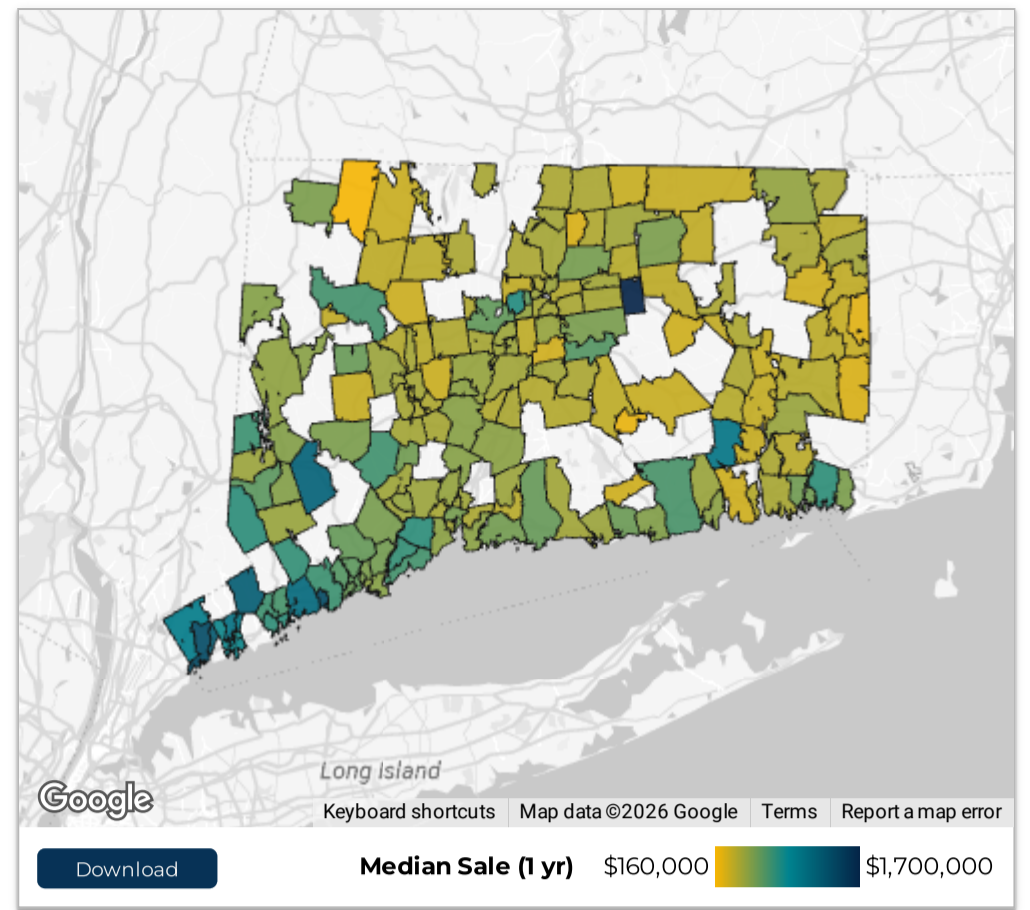 Long Island
Google
Keyboard shortcuts
Map data ©2026 Google
Terms
Report a map error
Download
Median Sale (1 yr)
$160,000
$1,700,000